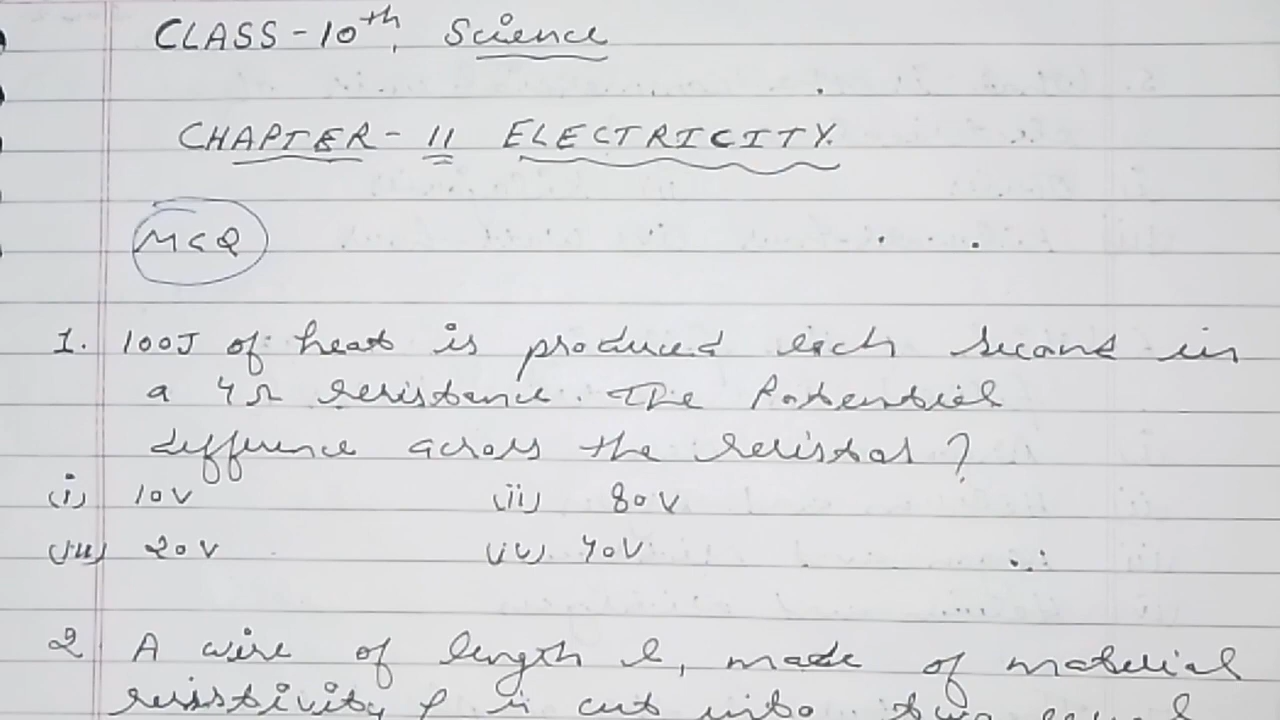 CLASS-10th, Science
CHAPTER-11 ELECTRICITY.
MCQ
1. 100J of heat is produced each second in
a 4Ω resistance. The Potential
difference across the resistor?
(i) 10V (ii) 80V
(iii) 20V (iv) 40V
2 A wire of length l, made of material
resistivity ρ is cut into two equal